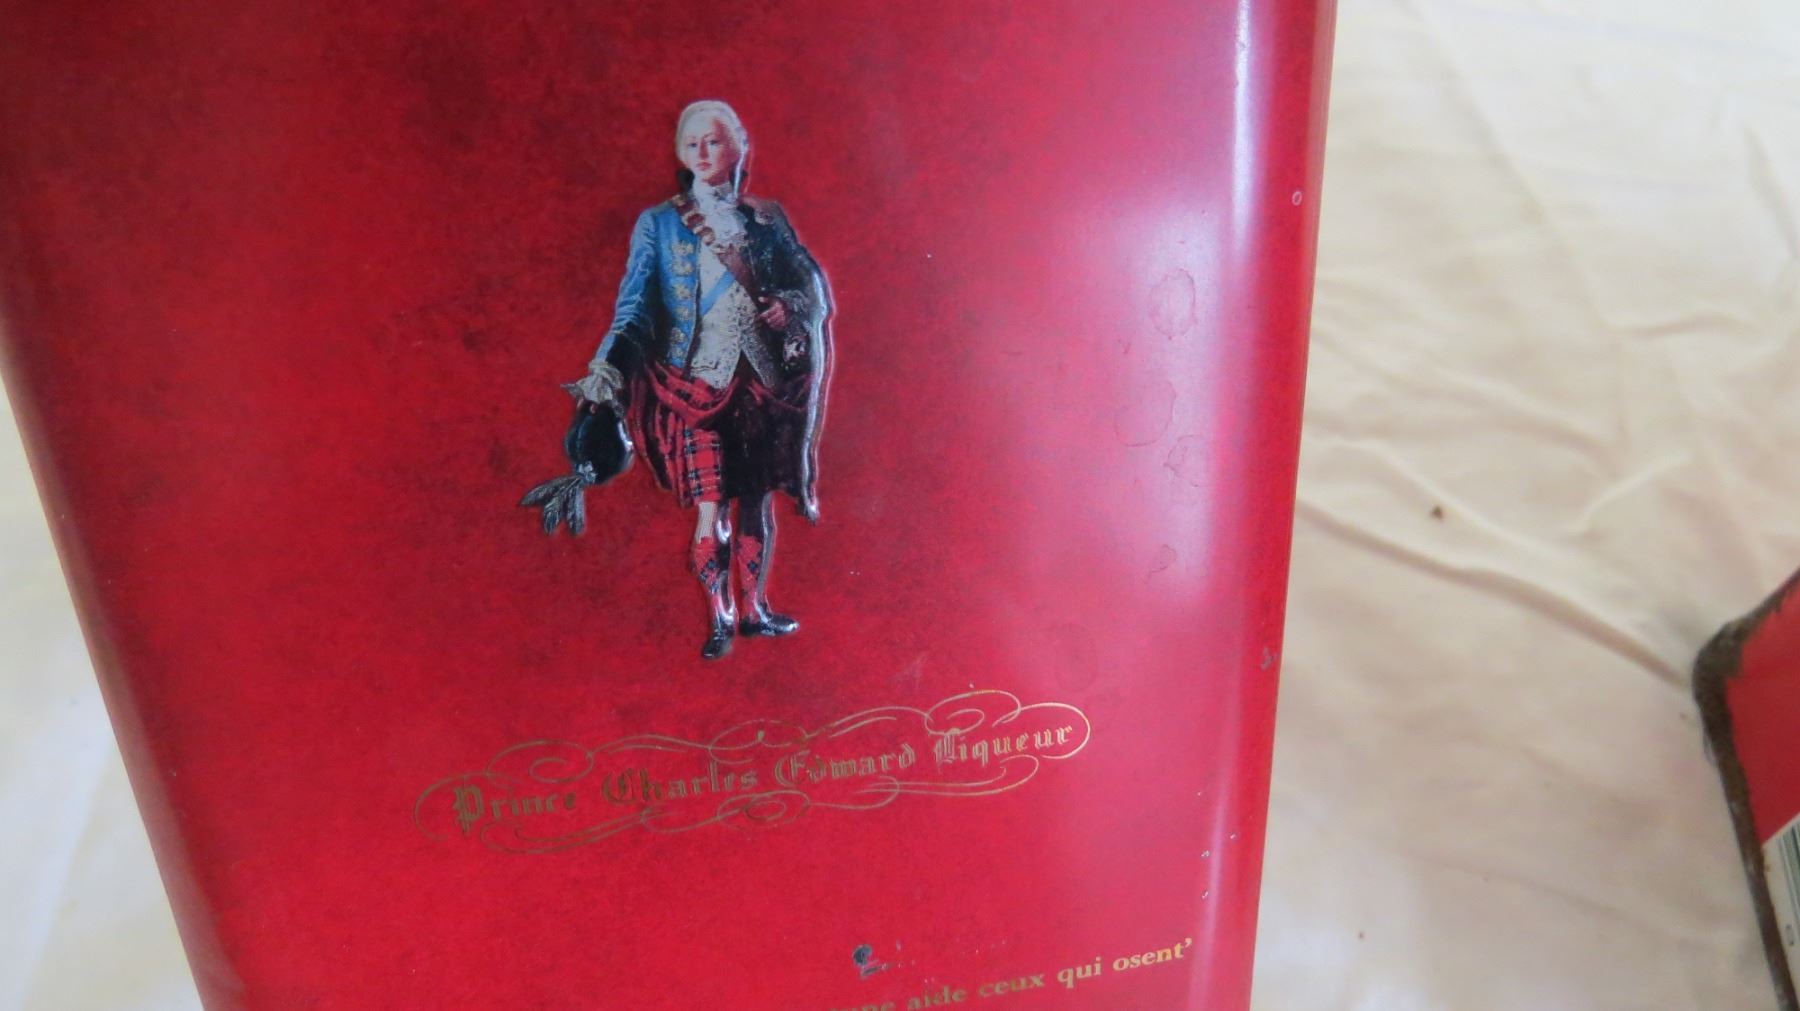 Prince Charles Edward Liqueur
aide ceux qui osent'